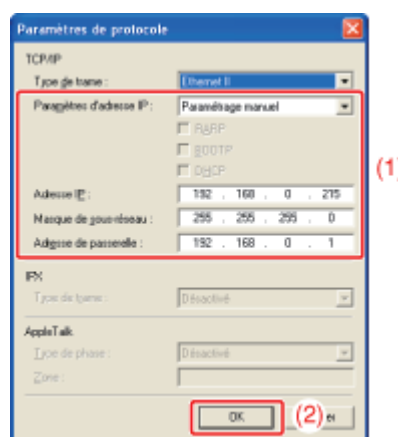 Paramètres de protocole
TCP/IP
Type de trame : Ethernet II
Paramètres d'adresse IP : Paramétrage manuel
RARP
BOOTP
DHCP
(1)
Adresse IP : 192 . 168 . 0 . 215
Masque de sous-réseau : 255 . 255 . 255 . 0
Adresse de passerelle : 192 . 168 . 0 . 1
IPX
Type de trame : Désactivé
AppleTalk
Type de phase : Désactivé
Zone :
OK (2) er